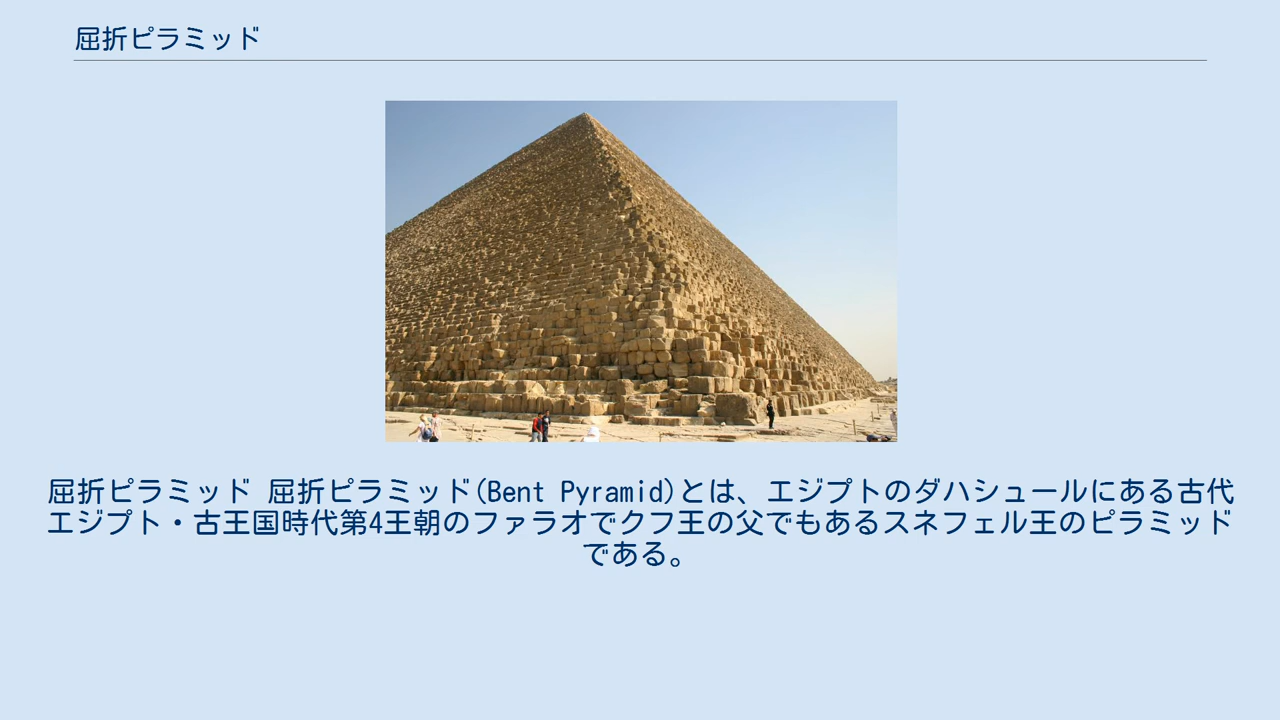 屈折ピラミッド
屈折ピラミッド 屈折ピラミッド(Bent Pyramid)とは、エジプトのダハシュールにある古代
エジプト・古王国時代第4王朝のファラオでクフ王の父でもあるスネフェル王のピラミッド
である。